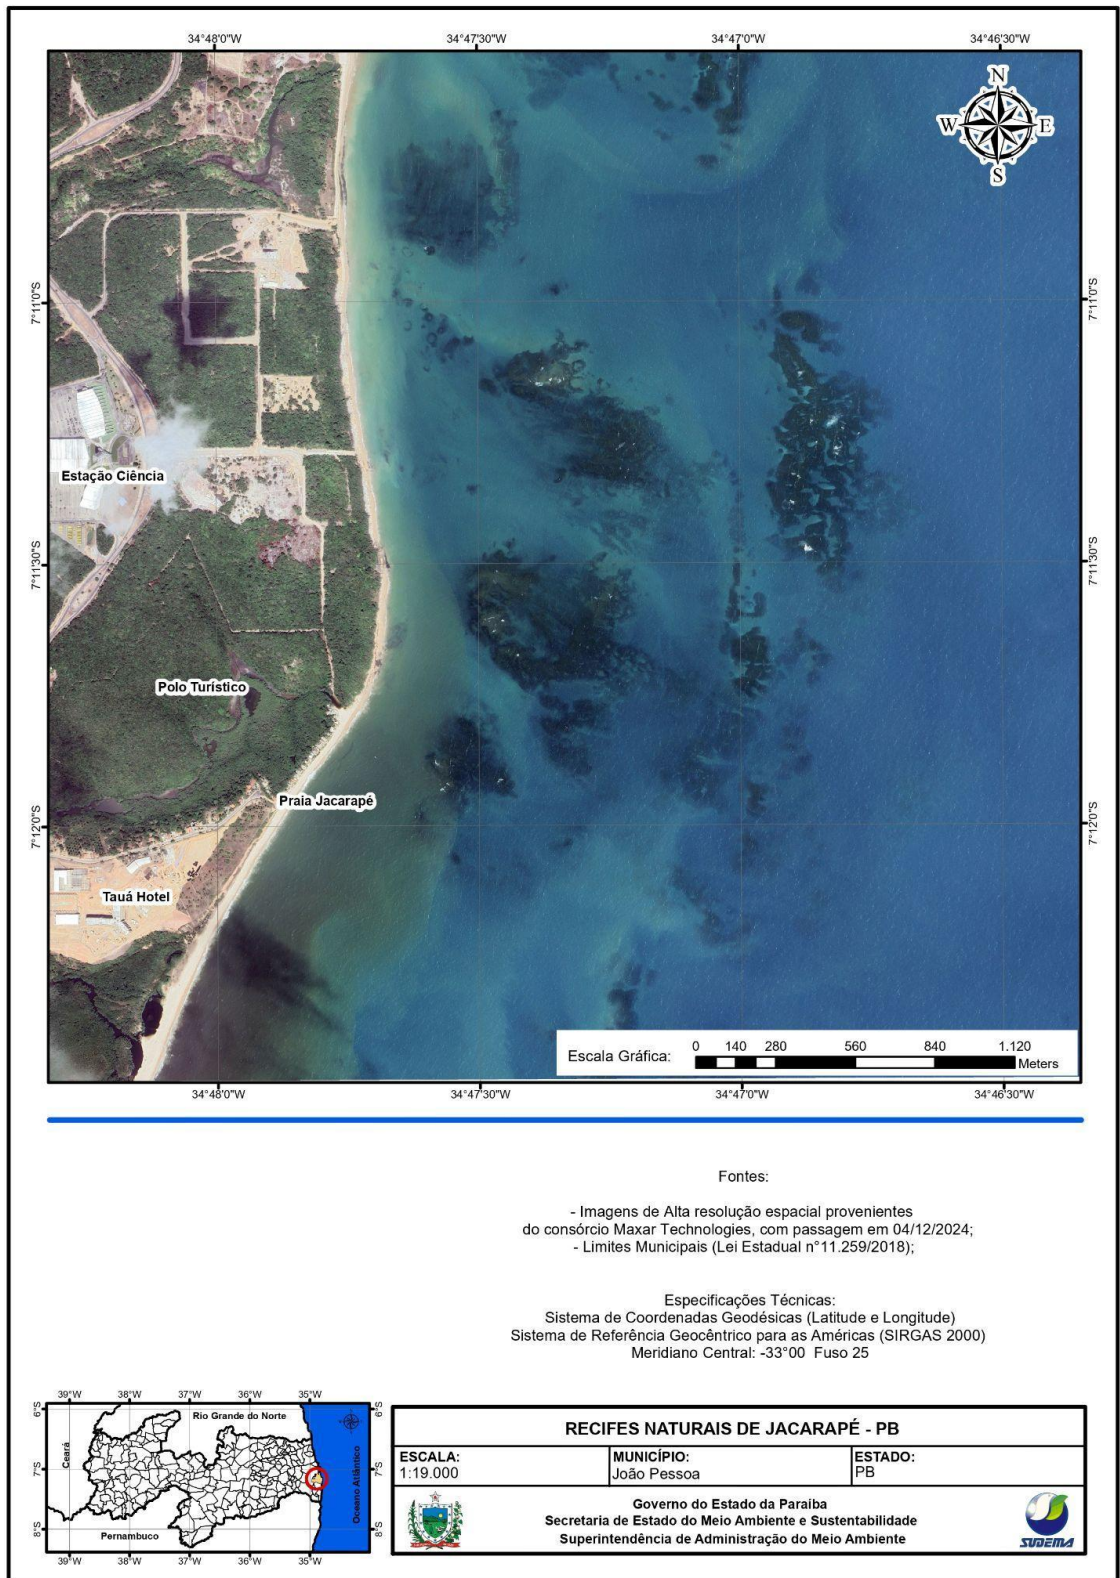 34°48'0"W 34°47'30"W 34°47'0"W 34°46'30"W
N
W E
S
7°11'0"S 7°11'0"S
Estação Ciência
7°11'30"S 7°11'30"S
Polo Turístico
Praia Jacarapé
7°12'0"S 7°12'0"S
Tauá Hotel
Escala Gráfica: 0 140 280 560 840 1.120
Meters
34°48'0"W 34°47'30"W 34°47'0"W 34°46'30"W
Fontes:
- Imagens de Alta resolução espacial provenientes
do consórcio Maxar Technologies, com passagem em 04/12/2024;
- Limites Municipais (Lei Estadual n°11.259/2018);
Especificações Técnicas:
Sistema de Coordenadas Geodésicas (Latitude e Longitude)
Sistema de Referência Geocêntrico para as Américas (SIRGAS 2000)
Meridiano Central: -33°00 Fuso 25
39°W 38°W 37°W 36°W 35°W
6°S 6°S
Rio Grande do Norte
Ceará
7°S 7°S
Oceano Atlântico
Pernambuco
8°S 8°S
39°W 38°W 37°W 36°W 35°W
RECIFES NATURAIS DE JACARAPÉ - PB
ESCALA: MUNICÍPIO: ESTADO:
1:19.000 João Pessoa PB
Governo do Estado da Paraíba
Secretaria de Estado do Meio Ambiente e Sustentabilidade
Superintendência de Administração do Meio Ambiente
SUDEMA